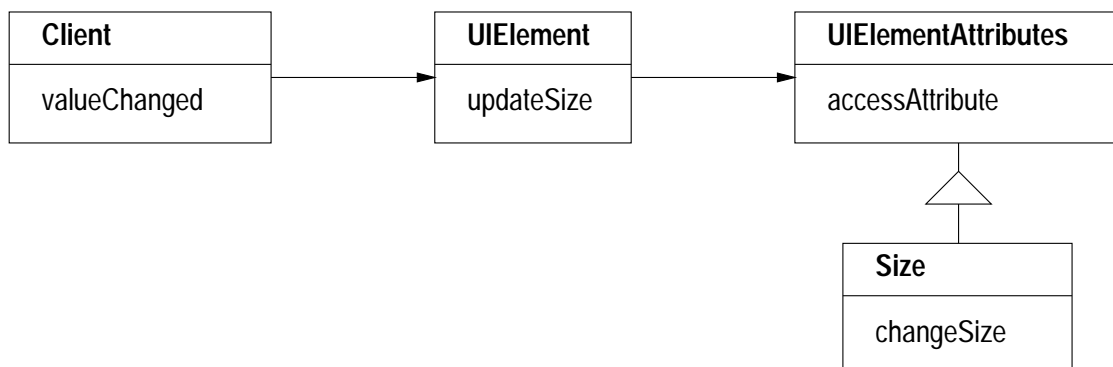 Client
valueChanged
UIElement
updateSize
UIElementAttributes
accessAttribute
Size
changeSize